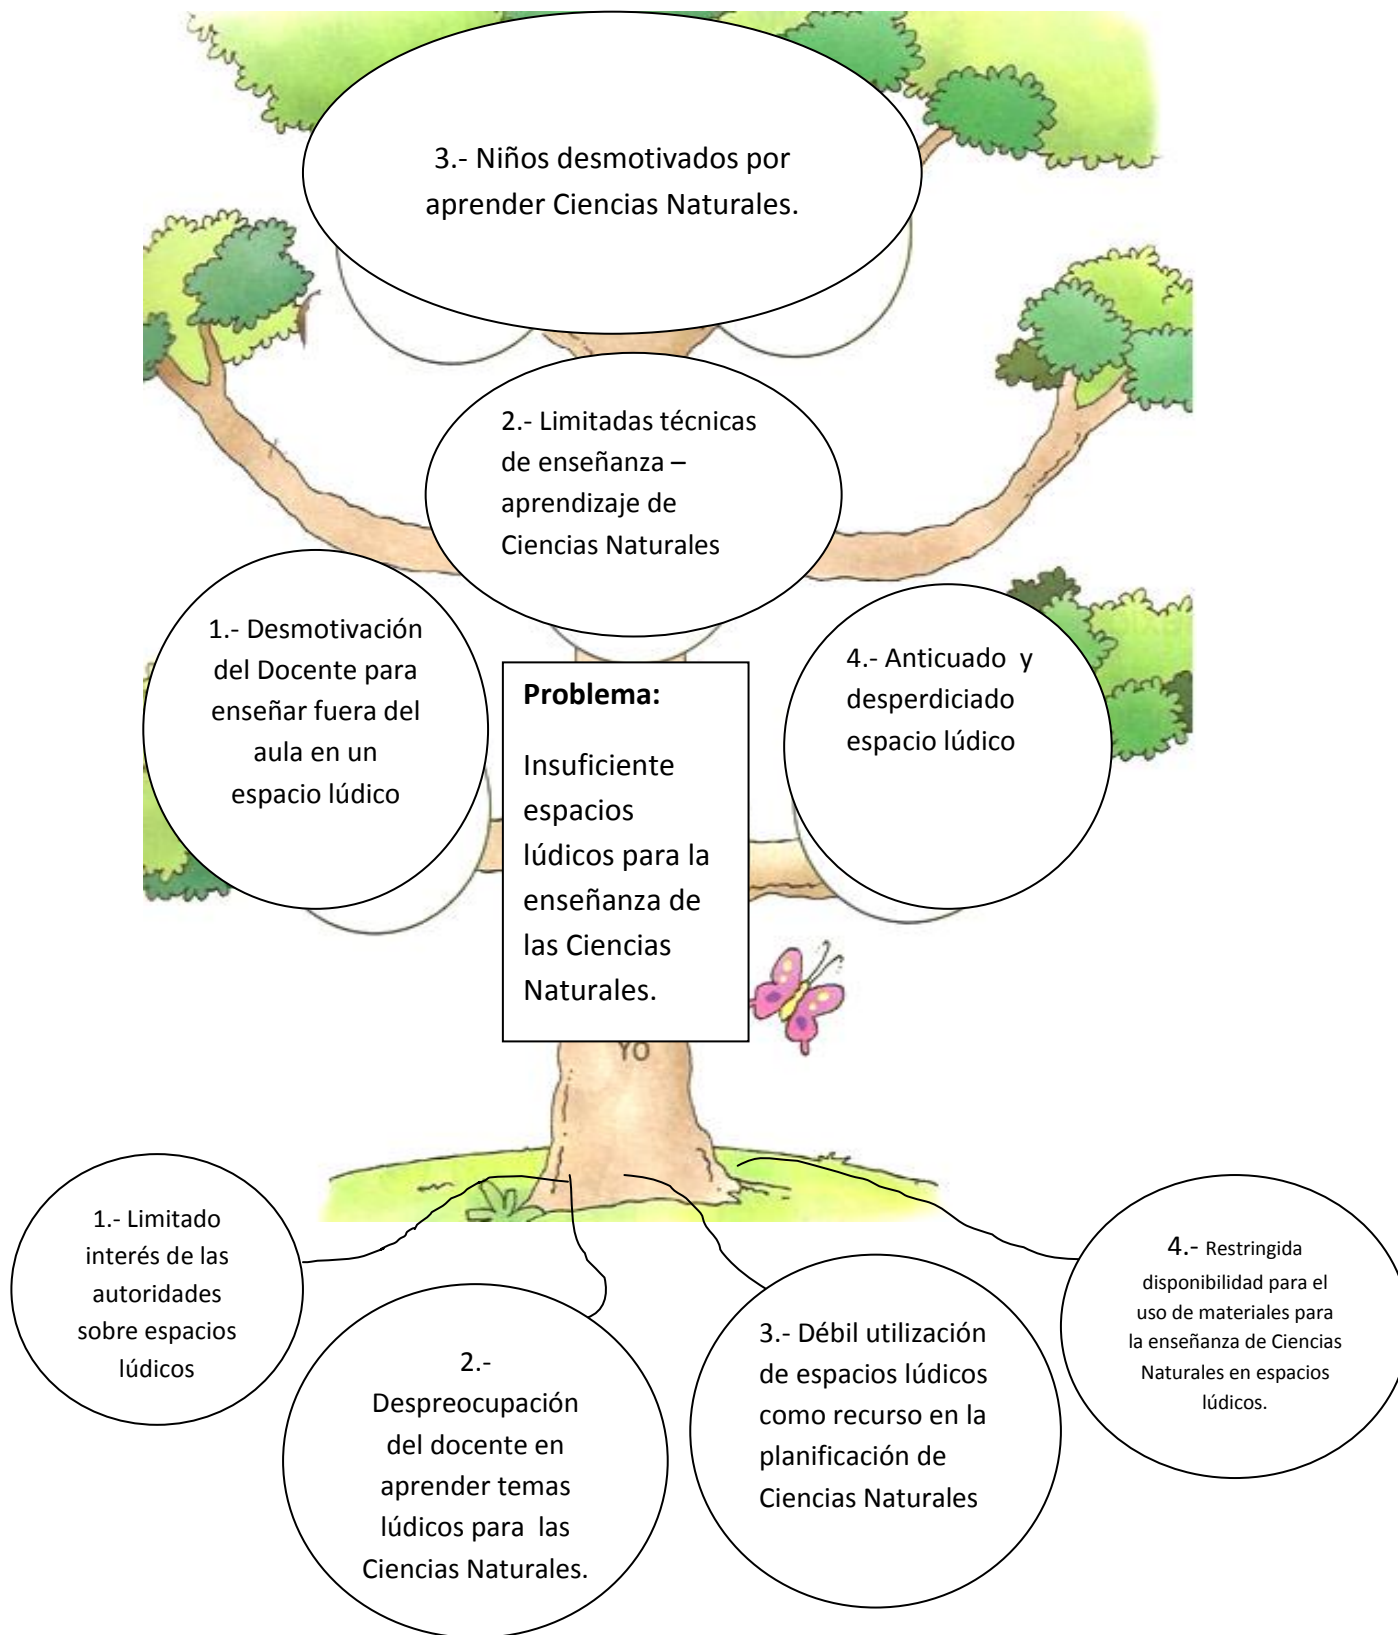 3.- Niños desmotivados por
aprender Ciencias Naturales.
2.- Limitadas técnicas
de enseñanza –
aprendizaje de
Ciencias Naturales
1.- Desmotivación
del Docente para
enseñar fuera del
aula en un
espacio lúdico
4.- Anticuado y
desperdiciado
espacio lúdico
Problema:
Insuficiente
espacios
lúdicos para la
enseñanza de
las Ciencias
Naturales.
YO
1.- Limitado
interés de las
autoridades
sobre espacios
lúdicos
2.-
Despreocupación
del docente en
aprender temas
lúdicos para las
Ciencias Naturales.
3.- Débil utilización
de espacios lúdicos
como recurso en la
planificación de
Ciencias Naturales
4.- Restringida
disponibilidad para el
uso de materiales para
la enseñanza de Ciencias
Naturales en espacios
lúdicos.